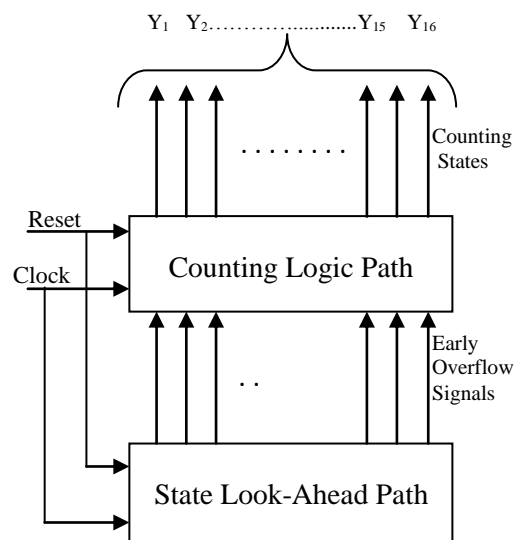 Y1 Y2……………...........Y15 Y16
Counting
States
Reset
Counting Logic Path
Clock
Early
Overflow
Signals
. .
State Look-Ahead Path